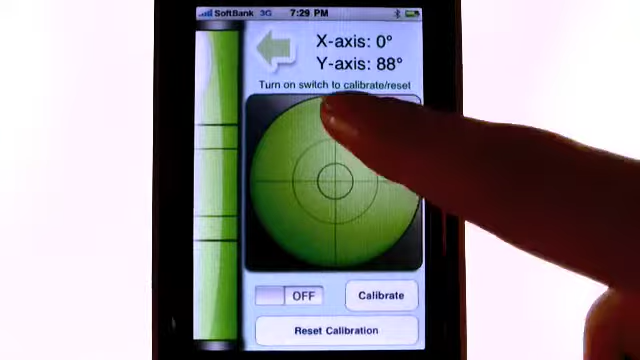 SoftBank 3G 7:29 PM
X-axis: 0°
Y-axis: 88°
Turn on switch to calibrate/reset
OFF
Calibrate
Reset Calibration